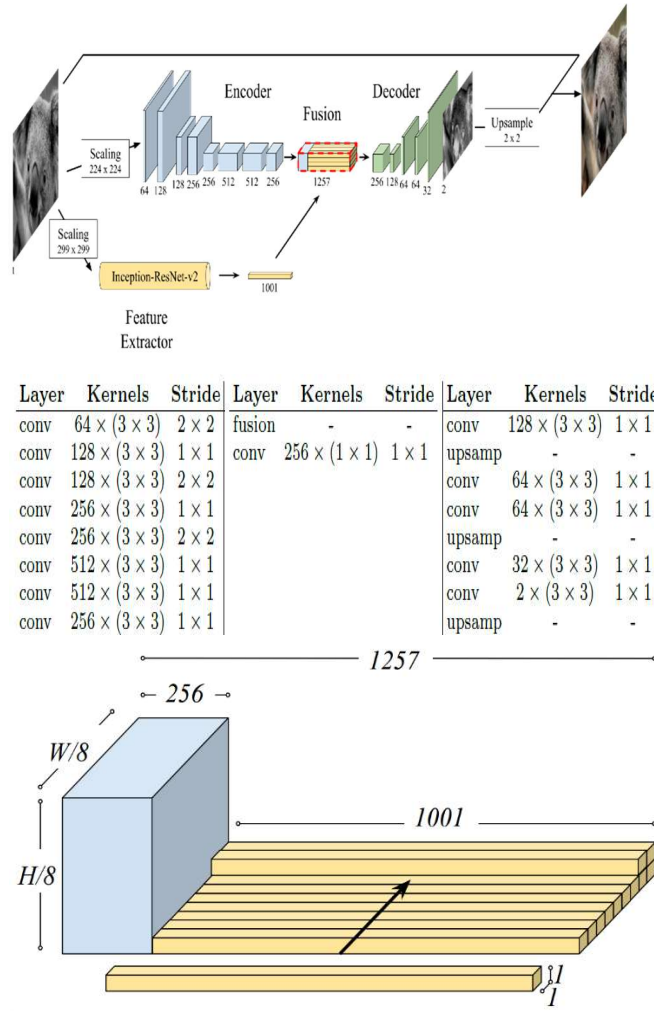 Encoder
Fusion
Decoder
Scaling
224 x 224
64 128 128 256 256 512 512 256
1257
256 128 64 64 32 2
Upsample
2 x 2
Scaling
299 x 299
Inception-ResNet-v2
1001
Feature
Extractor
Layer Kernels Stride Layer Kernels Stride Layer Kernels Stride
conv 64 × (3 × 3) 2 × 2 fusion - - conv 128 × (3 × 3) 1 × 1
conv 128 × (3 × 3) 1 × 1 conv 256 × (1 × 1) 1 × 1 upsamp - -
conv 128 × (3 × 3) 2 × 2 conv 64 × (3 × 3) 1 × 1
conv 256 × (3 × 3) 1 × 1 conv 64 × (3 × 3) 1 × 1
conv 256 × (3 × 3) 2 × 2 upsamp - -
conv 512 × (3 × 3) 1 × 1 conv 32 × (3 × 3) 1 × 1
conv 512 × (3 × 3) 1 × 1 conv 2 × (3 × 3) 1 × 1
conv 256 × (3 × 3) 1 × 1 upsamp - -
1257
256
W/8
1001
H/8
1
1